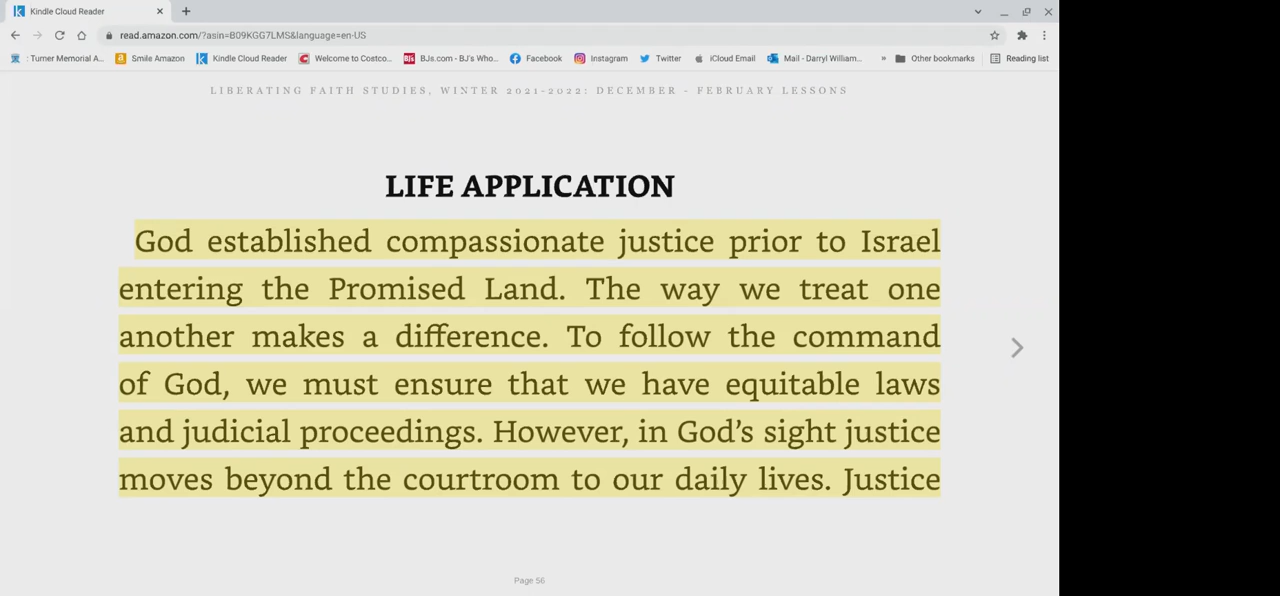 Kindle Cloud Reader
read.amazon.com/?asin=B09KGG7LMS&language=en-US
: Turner Memorial A...
Smile Amazon
Kindle Cloud Reader
Welcome to Costco...
BJs.com - BJ's Who...
Facebook
Instagram
Twitter
iCloud Email
Mail - Darryl William...
»
Other bookmarks
Reading list
LIBERATING FAITH STUDIES, WINTER 2021-2022: DECEMBER - FEBRUARY LESSONS
LIFE APPLICATION
God established compassionate justice prior to Israel
entering the Promised Land. The way we treat one
another makes a difference. To follow the command
of God, we must ensure that we have equitable laws
and judicial proceedings. However, in God’s sight justice
moves beyond the courtroom to our daily lives. Justice
Page 56